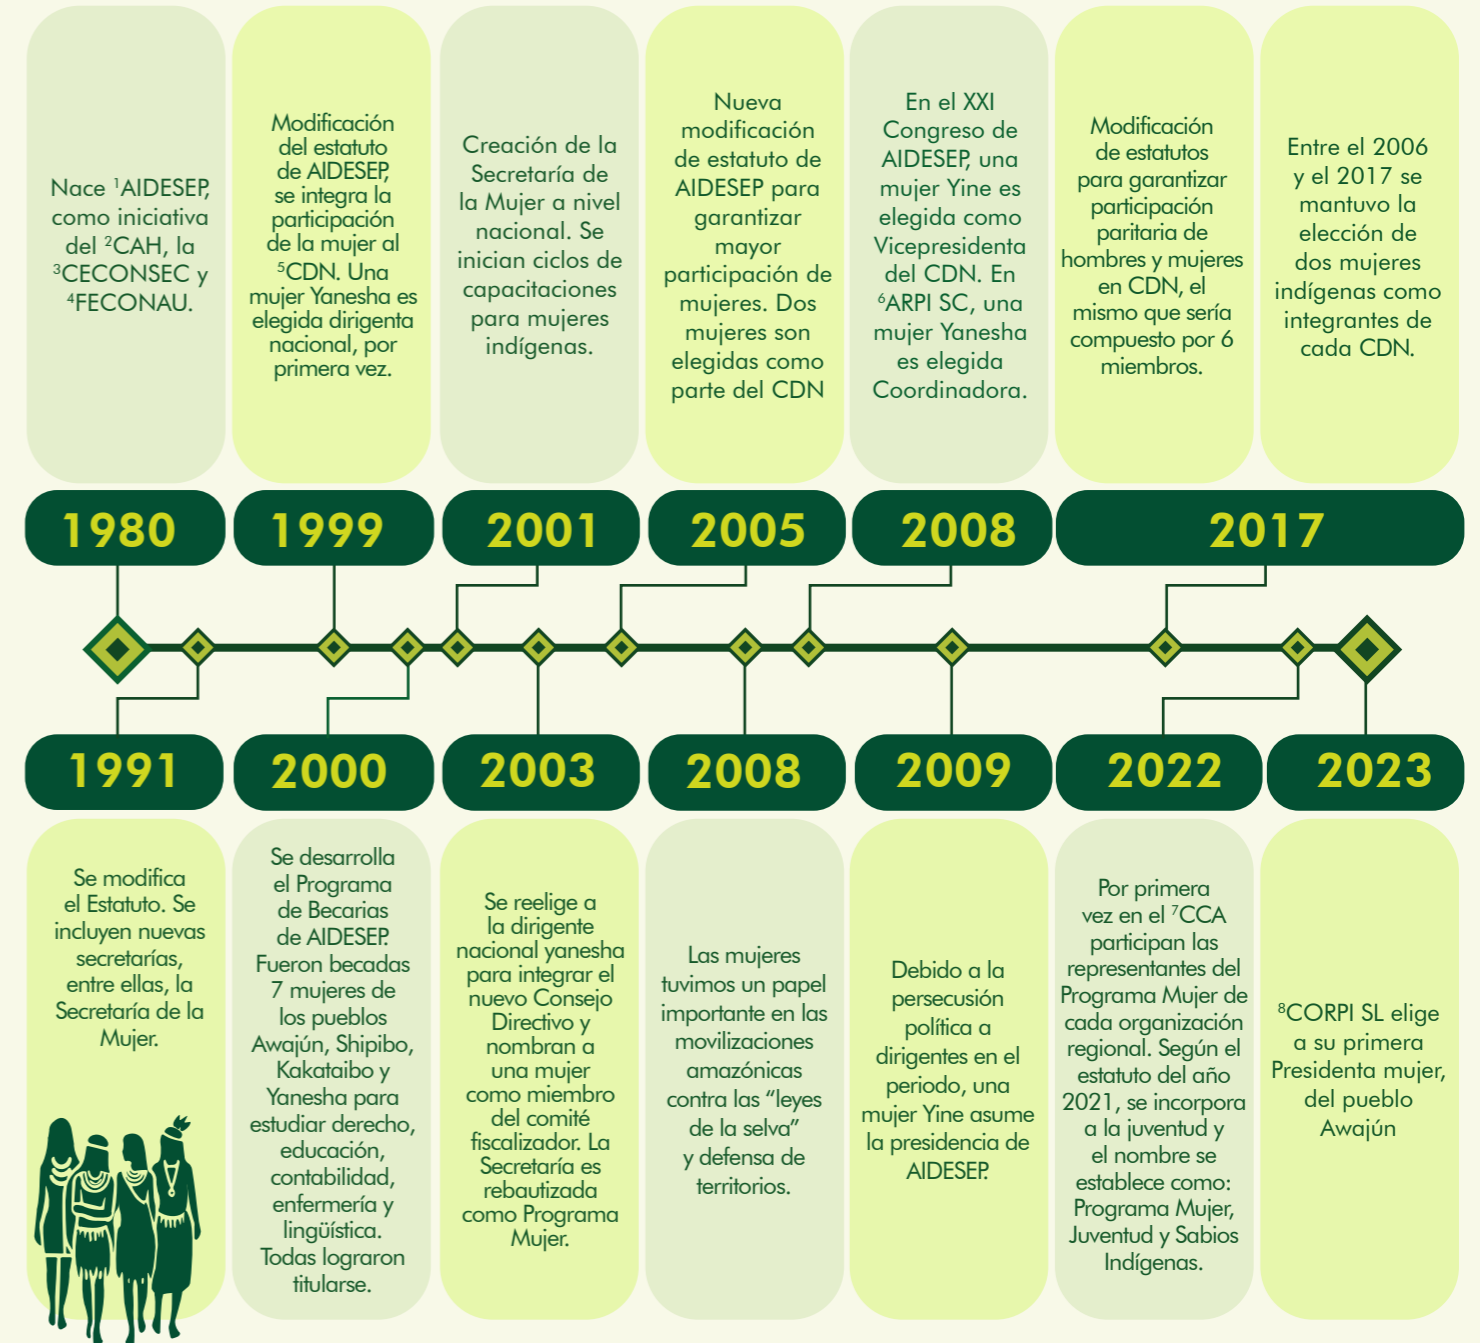 Nace ¹AIDESEP,
como iniciativa
del ²CAH, la
³CECONSEC y
⁴FECONAU.
Modificación
del estatuto
de AIDESEP,
se integra la
participación
de la mujer al
⁵CDN. Una
mujer Yanesha es
elegida dirigenta
nacional, por
primera vez.
Creación de la
Secretaría de
la Mujer a nivel
nacional. Se
inician ciclos de
capacitaciones
para mujeres
indígenas.
Nueva
modificación
de estatuto de
AIDESEP para
garantizar
mayor
participación de
mujeres. Dos
mujeres son
elegidas como
parte del CDN
En el XXI
Congreso de
AIDESEP, una
mujer Yine es
elegida como
Vicepresidenta
del CDN. En
⁶ARPI SC, una
mujer Yanesha
es elegida
Coordinadora.
Modificación
de estatutos
para garantizar
participación
paritaria de
hombres y mujeres
en CDN, el
mismo que sería
compuesto por 6
miembros.
Entre el 2006
y el 2017 se
mantuvo la
elección de
dos mujeres
indígenas como
integrantes de
cada CDN.
1980
1999
2001
2005
2008
2017
1991
2000
2003
2008
2009
2022
2023
Se modifica
el Estatuto. Se
incluyen nuevas
secretarías,
entre ellas, la
Secretaría de la
Mujer.
Se desarrolla
el Programa
de Becarias
de AIDESEP.
Fueron becadas
7 mujeres de
los pueblos
Awajún, Shipibo,
Kakataibo y
Yanesha para
estudiar derecho,
educación,
contabilidad,
enfermería y
lingüística.
Todas lograron
titularse.
Se reelige a
la dirigente
nacional yanesha
para integrar el
nuevo Consejo
Directivo y
nombran a
una mujer
como miembro
del comité
fiscalizador. La
Secretaría es
rebautizada
como Programa
Mujer.
Las mujeres
tuvimos un papel
importante en las
movilizaciones
amazónicas
contra las “leyes
de la selva”
y defensa de
territorios.
Debido a la
persecusión
política a
dirigentes en el
periodo, una
mujer Yine asume
la presidencia de
AIDESEP.
Por primera
vez en el ⁷CCA
participan las
representantes del
Programa Mujer de
cada organización
regional. Según el
estatuto del año
2021, se incorpora
a la juventud y
el nombre se
establece como:
Programa Mujer,
Juventud y Sabios
Indígenas.
⁸CORPI SL elige
a su primera
Presidenta mujer,
del pueblo
Awajún